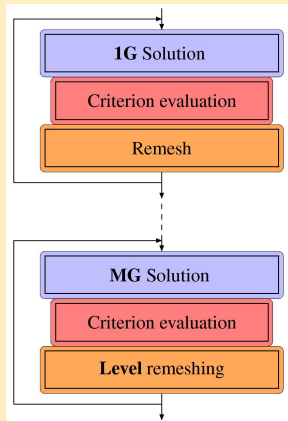 1G Solution
Criterion evaluation
Remesh
MG Solution
Criterion evaluation
Level remeshing